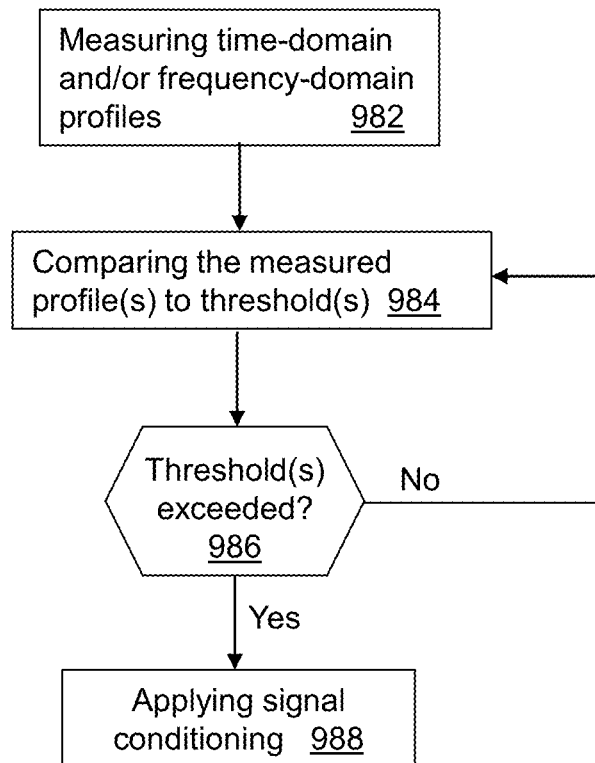 Measuring time-domain
and/or frequency-domain
profiles 982
Comparing the measured
profile(s) to threshold(s) 984
Threshold(s)
exceeded?
986
No
Yes
Applying signal
conditioning 988